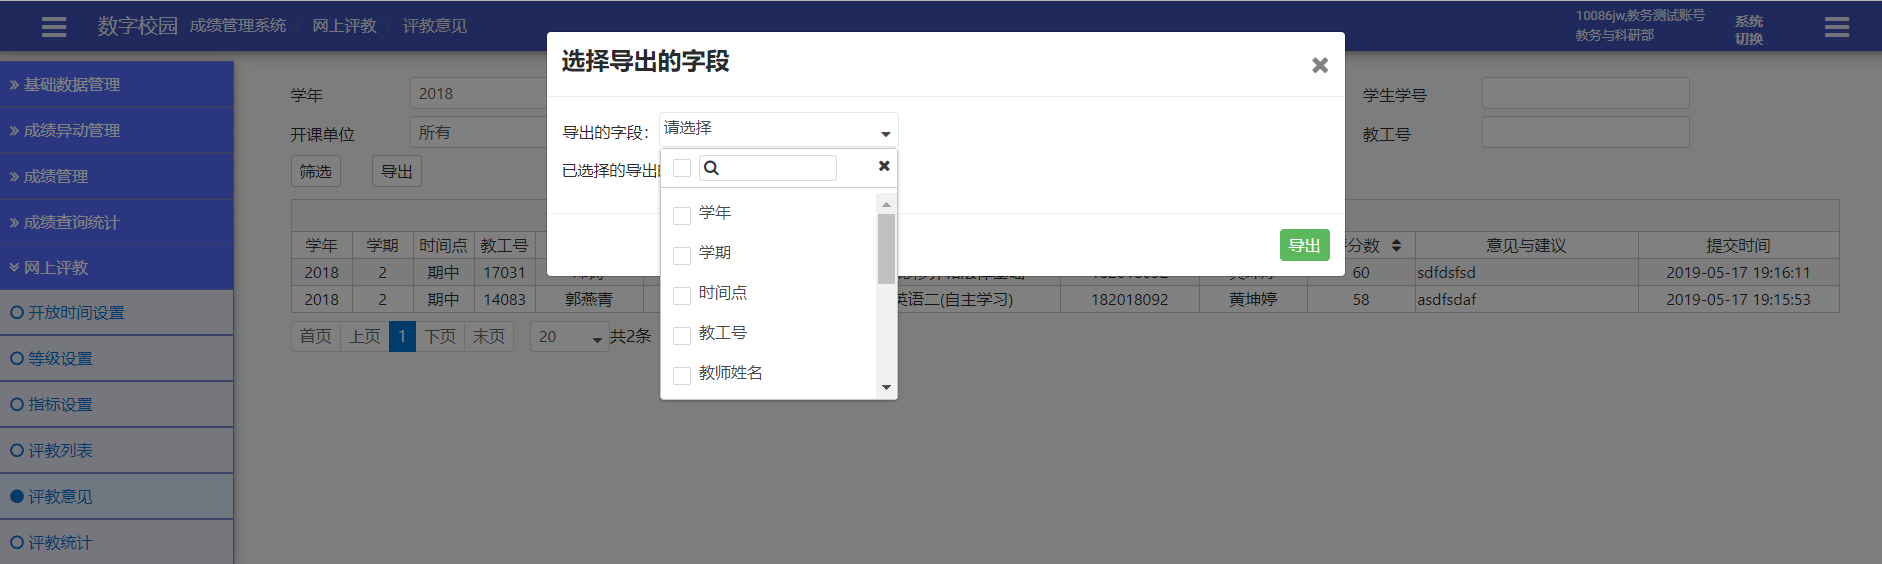 数字校园 成绩管理系统 / 网上评教 / 评教意见
10086jw,教务测试账号
教务与科研部
系统
切换
基础数据管理
成绩异动管理
成绩管理
成绩查询统计
网上评教
开放时间设置
等级设置
指标设置
评教列表
评教意见
评教统计
学年 2018
学生学号
开课单位 所有
教工号
筛选 导出
选择导出的字段
导出的字段： 请选择
已选择的导出
学年
学期
时间点
教工号
教师姓名
导出
学年 学期 时间点 教工号 分数 意见与建议 提交时间
2018 2 期中 17031 182018092 60 sdfdsfsd 2019-05-17 19:16:11
2018 2 期中 14083 郭燕青 英语二(自主学习) 182018092 黄坤婷 58 asdfsdaf 2019-05-17 19:15:53
首页 上页 1 下页 末页 20 共2条